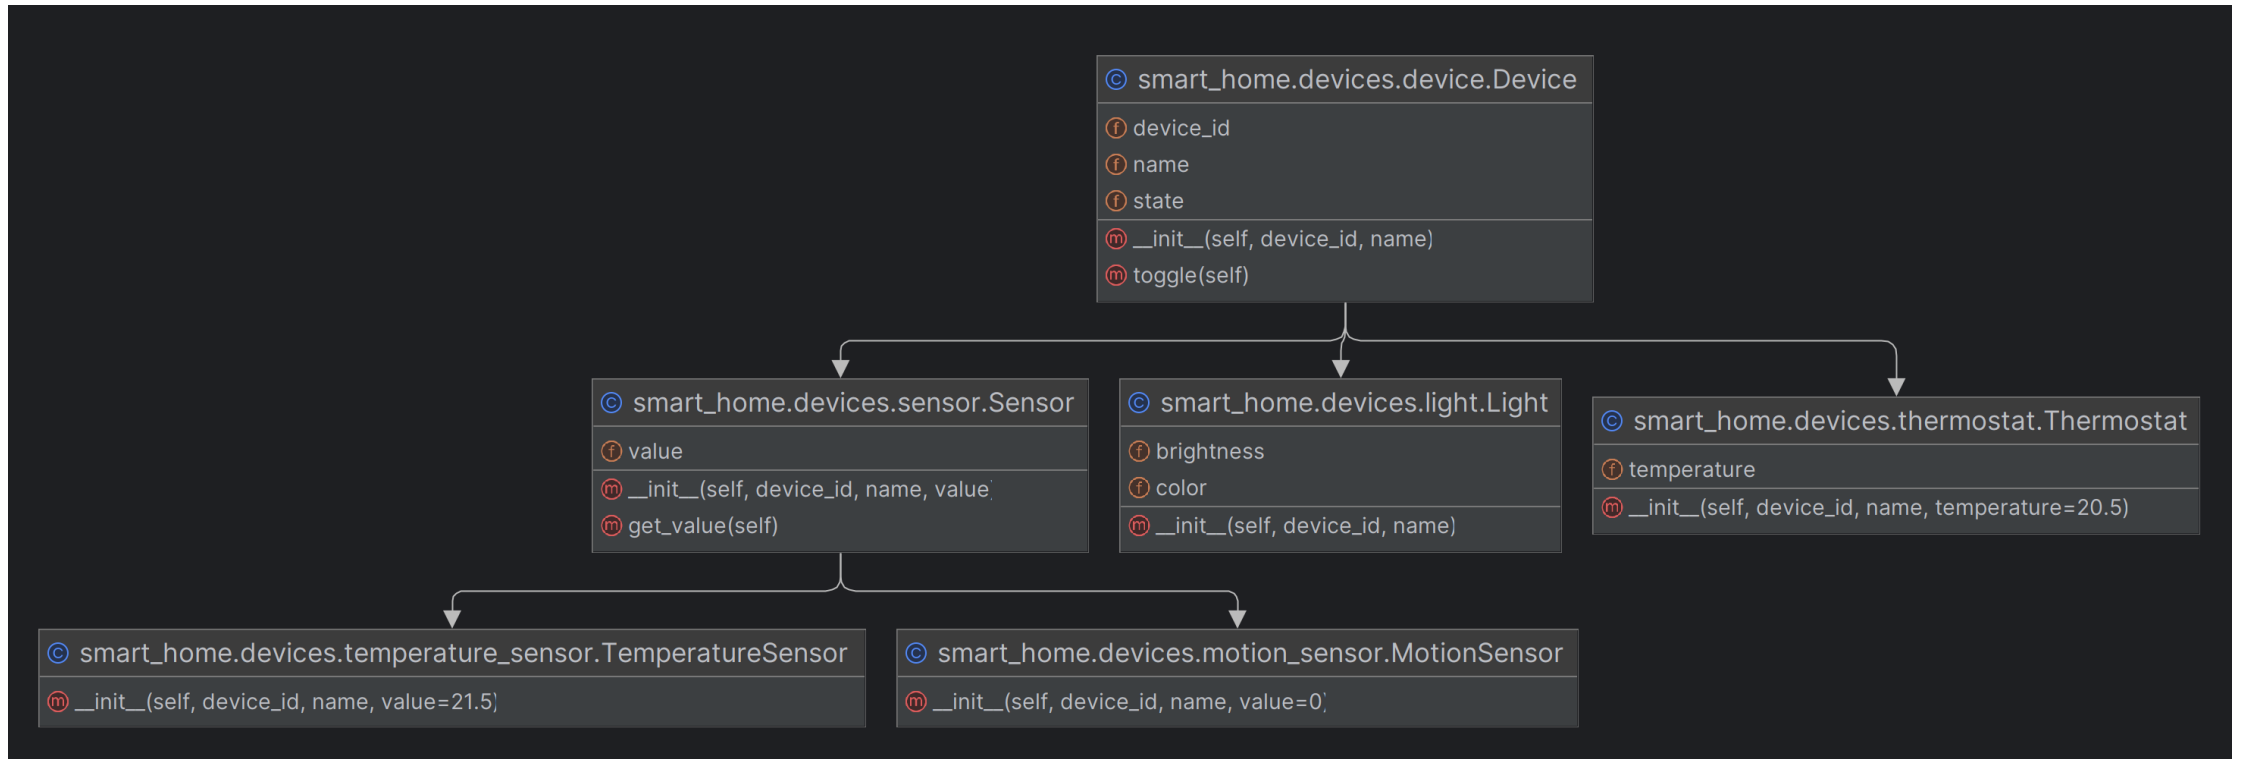 smart_home.devices.device.Device
device_id
name
state
__init__(self, device_id, name)
toggle(self)
smart_home.devices.sensor.Sensor
value
__init__(self, device_id, name, value)
get_value(self)
smart_home.devices.light.Light
brightness
color
__init__(self, device_id, name)
smart_home.devices.thermostat.Thermostat
temperature
__init__(self, device_id, name, temperature=20.5)
smart_home.devices.temperature_sensor.TemperatureSensor
__init__(self, device_id, name, value=21.5)
smart_home.devices.motion_sensor.MotionSensor
__init__(self, device_id, name, value=0)